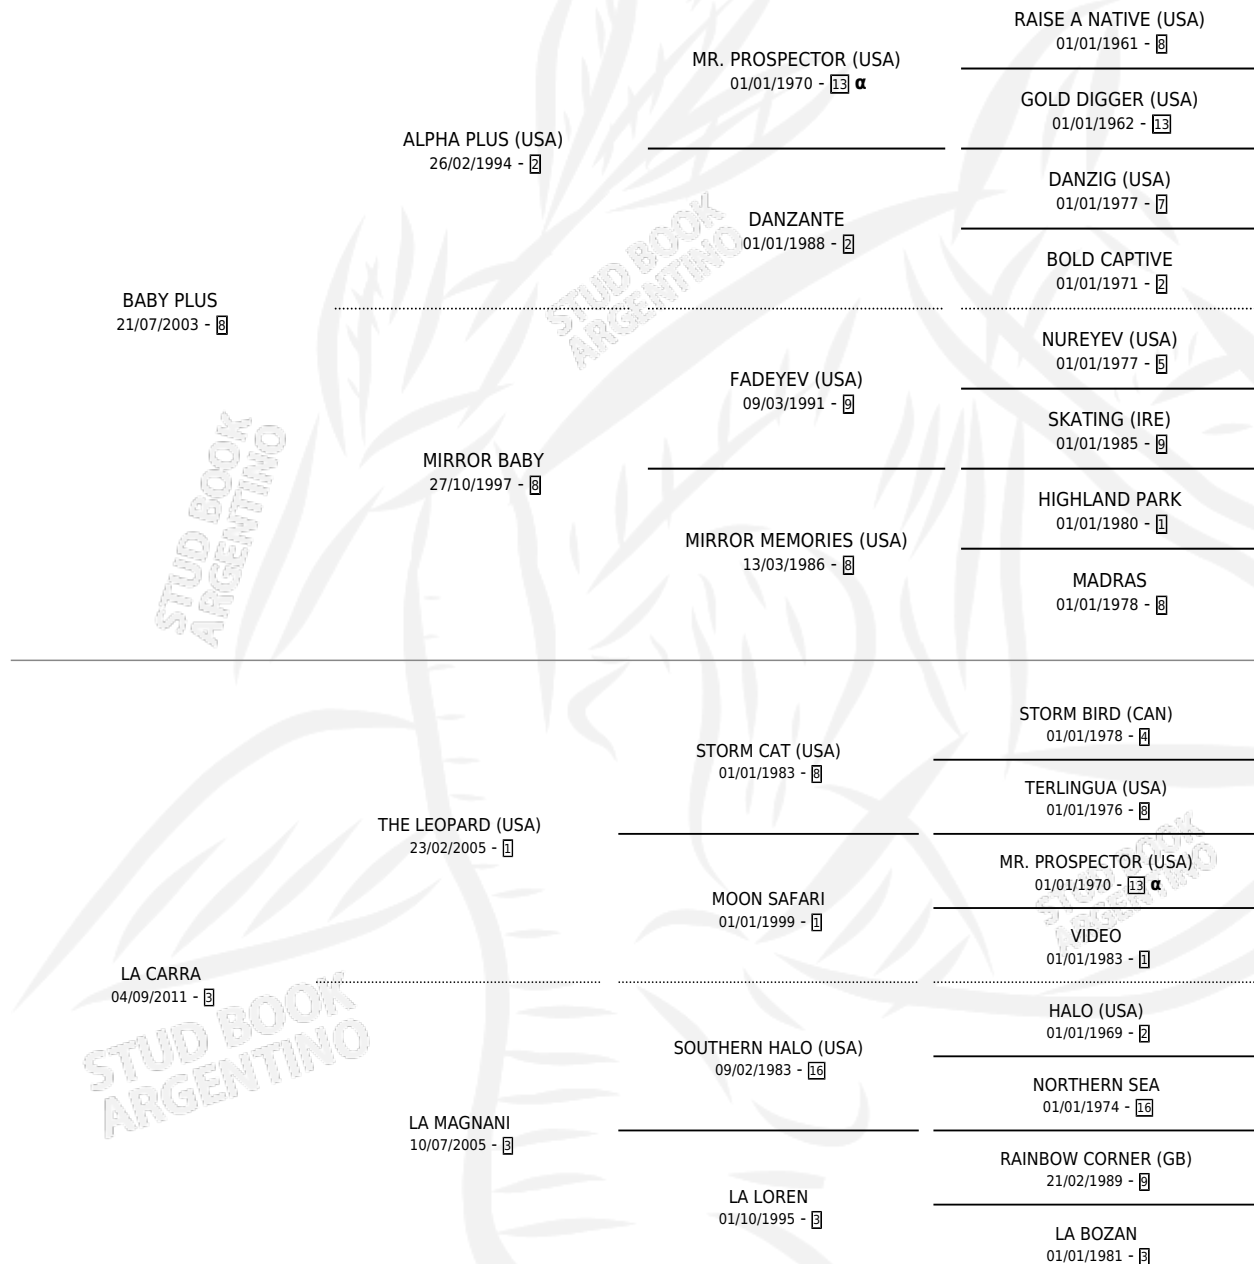 RAISE A NATIVE (USA)
01/01/1961 - 8
MR. PROSPECTOR (USA)
01/01/1970 - 13 α
GOLD DIGGER (USA)
01/01/1962 - 13
ALPHA PLUS (USA)
26/02/1994 - 2
DANZIG (USA)
01/01/1977 - 7
DANZANTE
01/01/1988 - 2
BOLD CAPTIVE
01/01/1971 - 2
BABY PLUS
21/07/2003 - 8
NUREYEV (USA)
01/01/1977 - 5
FADEYEV (USA)
09/03/1991 - 9
SKATING (IRE)
01/01/1985 - 9
MIRROR BABY
27/10/1997 - 8
HIGHLAND PARK
01/01/1980 - 1
MIRROR MEMORIES (USA)
13/03/1986 - 8
MADRAS
01/01/1978 - 8
STORM BIRD (CAN)
01/01/1978 - 4
STORM CAT (USA)
01/01/1983 - 8
TERLINGUA (USA)
01/01/1976 - 8
THE LEOPARD (USA)
23/02/2005 - 1
MR. PROSPECTOR (USA)
01/01/1970 - 13 α
MOON SAFARI
01/01/1999 - 1
VIDEO
01/01/1983 - 1
LA CARRA
04/09/2011 - 3
HALO (USA)
01/01/1969 - 2
SOUTHERN HALO (USA)
09/02/1983 - 16
NORTHERN SEA
01/01/1974 - 16
LA MAGNANI
10/07/2005 - 3
RAINBOW CORNER (GB)
21/02/1989 - 9
LA LOREN
01/10/1995 - 3
LA BOZAN
01/01/1981 - 3
STUD BOOK
ARGENTINO
STUD BOOK
ARGENTINO
STUD BOOK
ARGENTINO
STUD BOOK
ARGENTINO